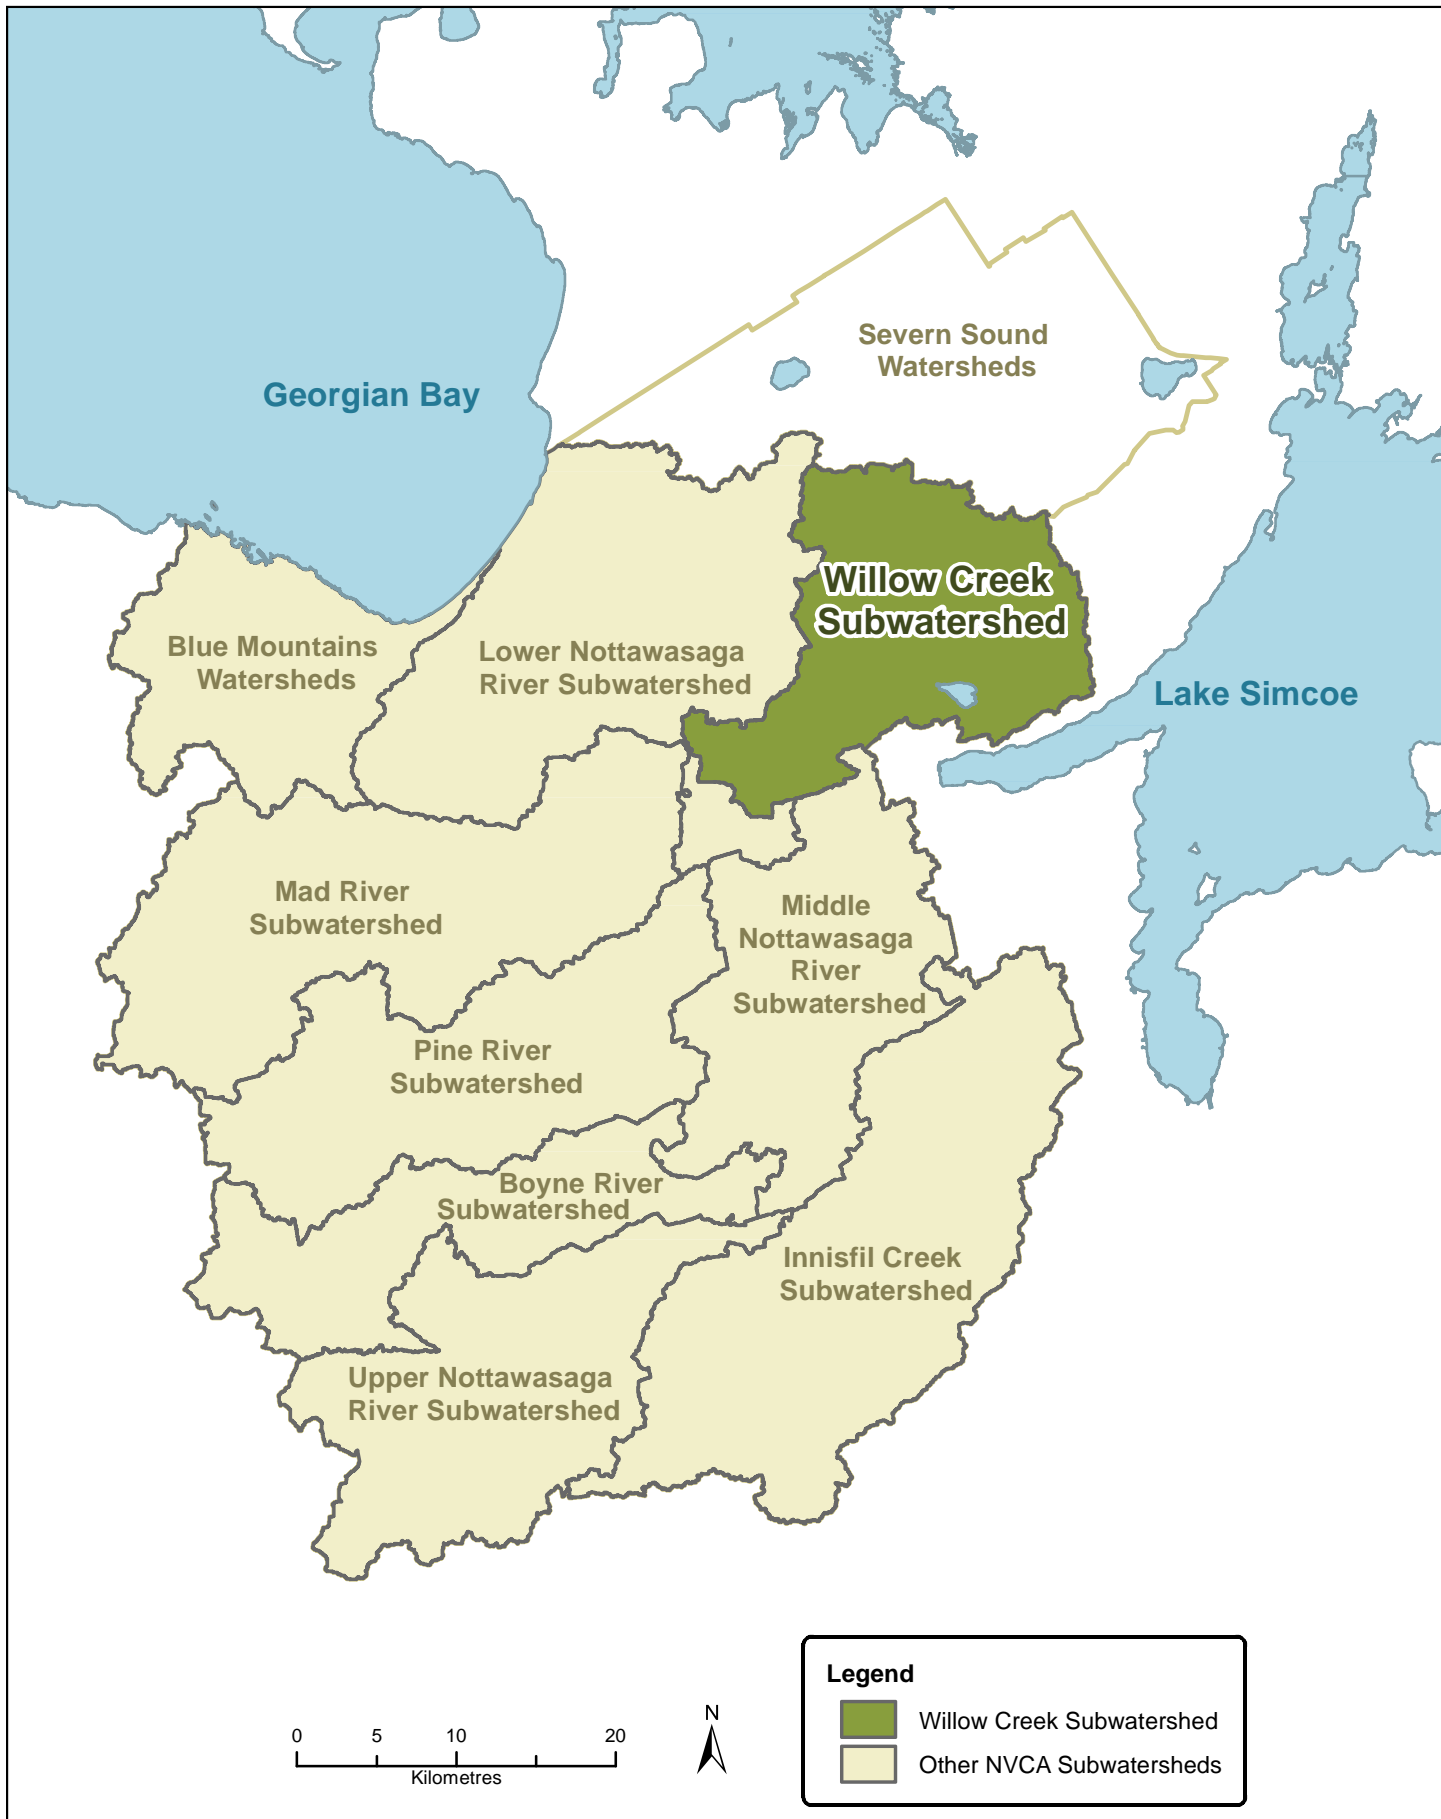 Severn Sound
Watersheds
Georgian Bay
Willow Creek
Subwatershed
Blue Mountains
Watersheds
Lower Nottawasaga
River Subwatershed
Lake Simcoe
Mad River
Subwatershed
Middle
Nottawasaga
River
Subwatershed
Pine River
Subwatershed
Boyne River
Subwatershed
Innisfil Creek
Subwatershed
Upper Nottawasaga
River Subwatershed
Legend
Willow Creek Subwatershed
Other NVCA Subwatersheds
N
0 5 10 20
Kilometres